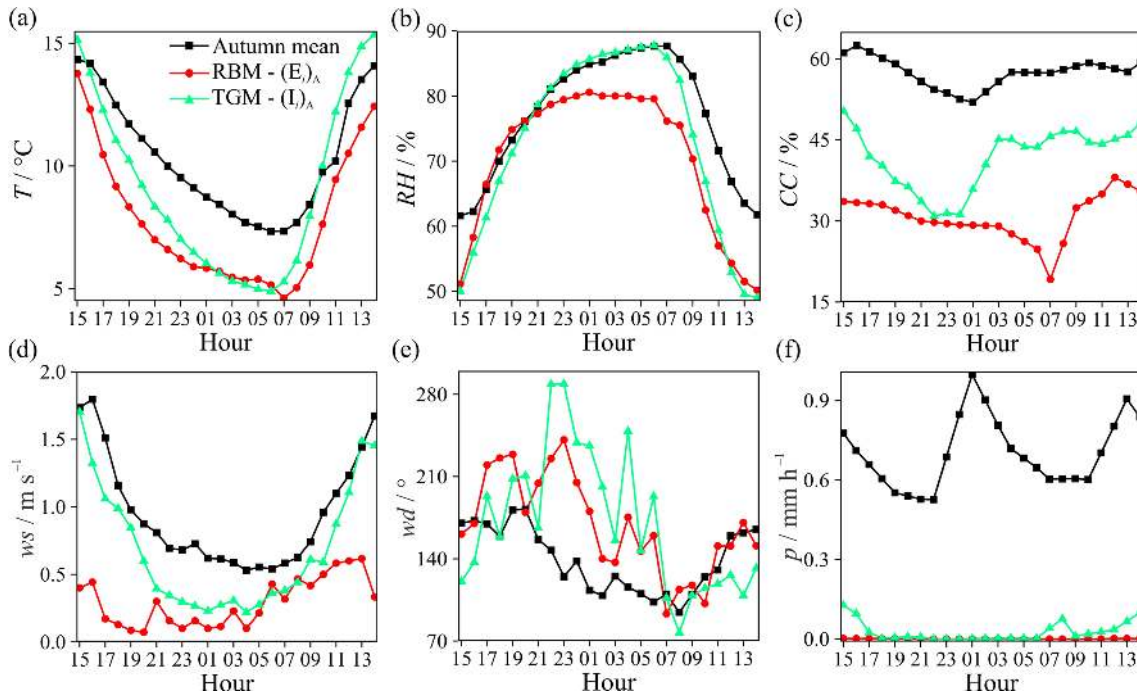 (a)
(b)
(c)
15
10
5
T / °C
Autumn mean
RBM - (Ei)A
TGM - (Ii)A
15 17 19 21 23 01 03 05 07 09 11 13
Hour
90
80
70
60
50
RH / %
15 17 19 21 23 01 03 05 07 09 11 13
Hour
60
45
30
15
CC / %
15 17 19 21 23 01 03 05 07 09 11 13
Hour
(d)
(e)
(f)
2.0
1.5
1.0
0.5
0.0
ws / m s⁻¹
15 17 19 21 23 01 03 05 07 09 11 13
Hour
280
210
140
70
wd / °
15 17 19 21 23 01 03 05 07 09 11 13
Hour
0.9
0.6
0.3
0.0
p / mm h⁻¹
15 17 19 21 23 01 03 05 07 09 11 13
Hour